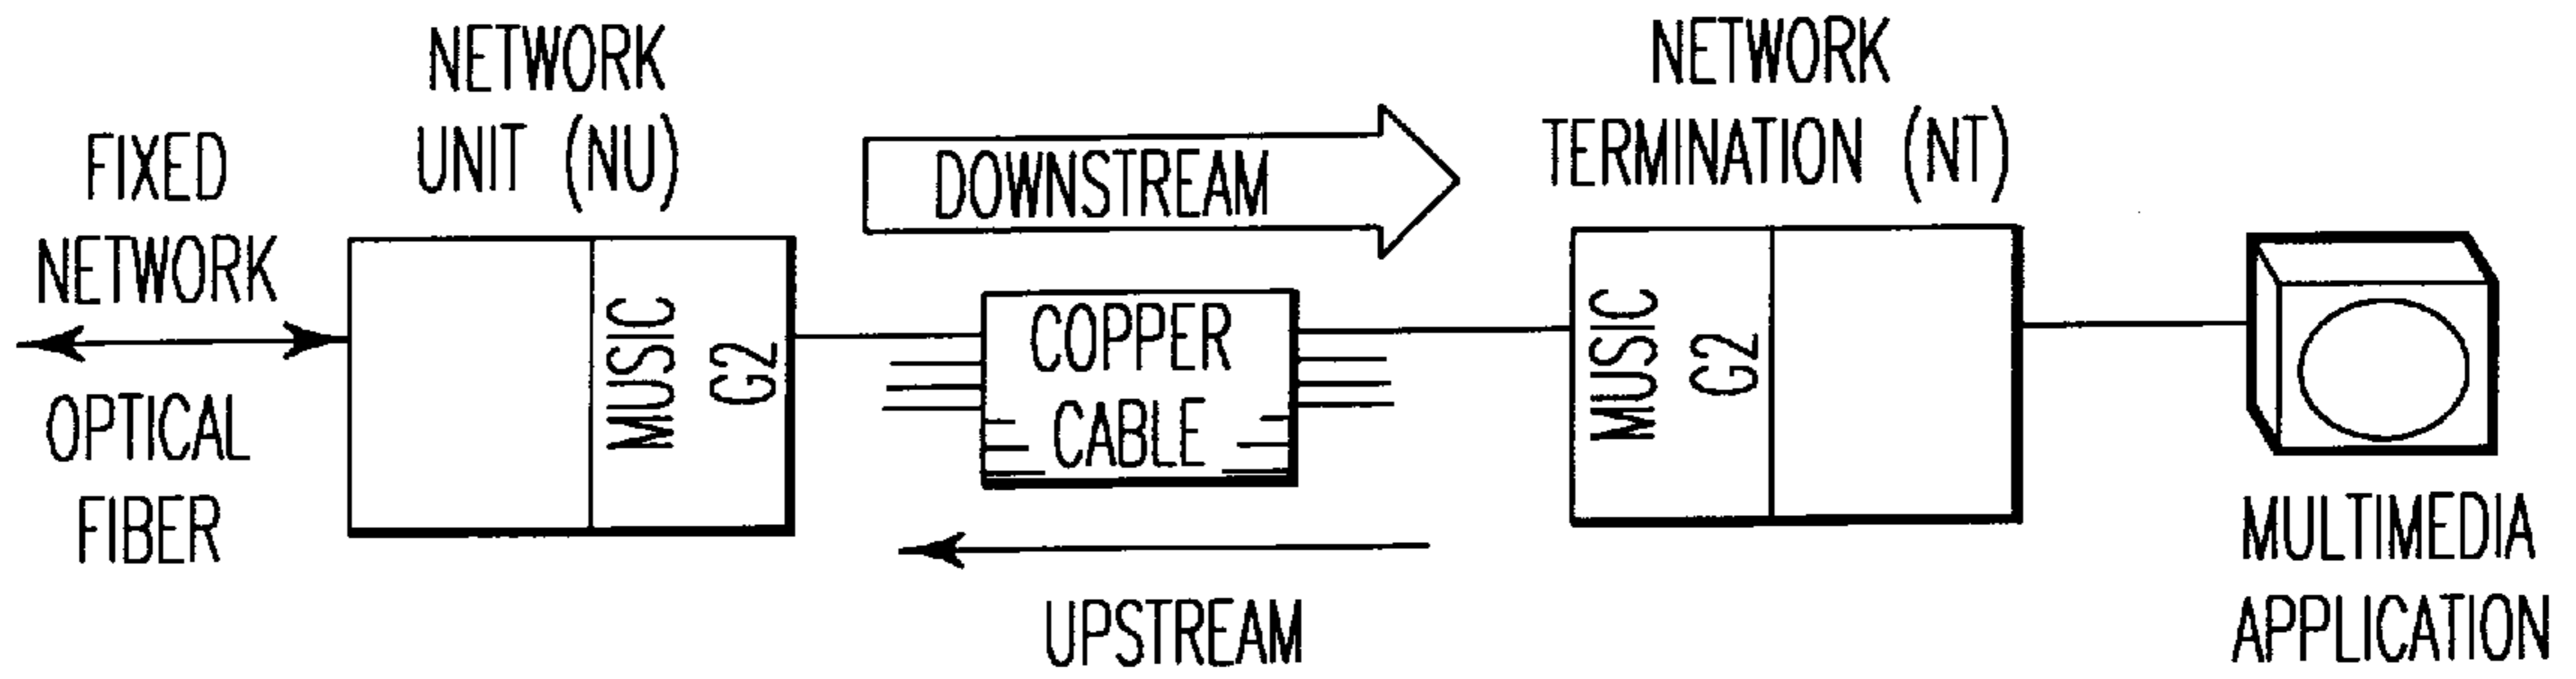 FIXED
NETWORK
OPTICAL
FIBER
NETWORK
UNIT (NU)
MUSIC
G2
DOWNSTREAM
COPPER
CABLE
UPSTREAM
NETWORK
TERMINATION (NT)
MUSIC
G2
MULTIMEDIA
APPLICATION